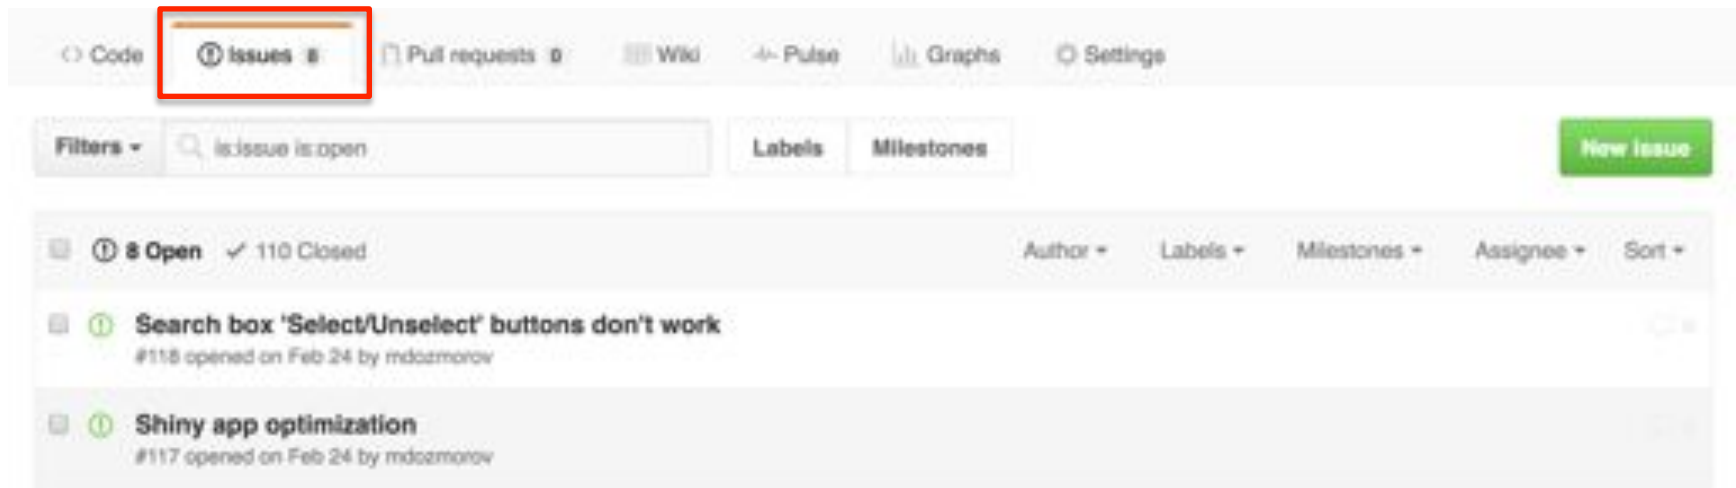 Code Issues 8 Pull requests 0 Wiki Pulse Graphs Settings
Filters is:issue is:open Labels Milestones New issue
8 Open 110 Closed Author Labels Milestones Assignee Sort
Search box 'Select/Unselect' buttons don't work
#118 opened on Feb 24 by mdozmorov
Shiny app optimization
#117 opened on Feb 24 by mdozmorov